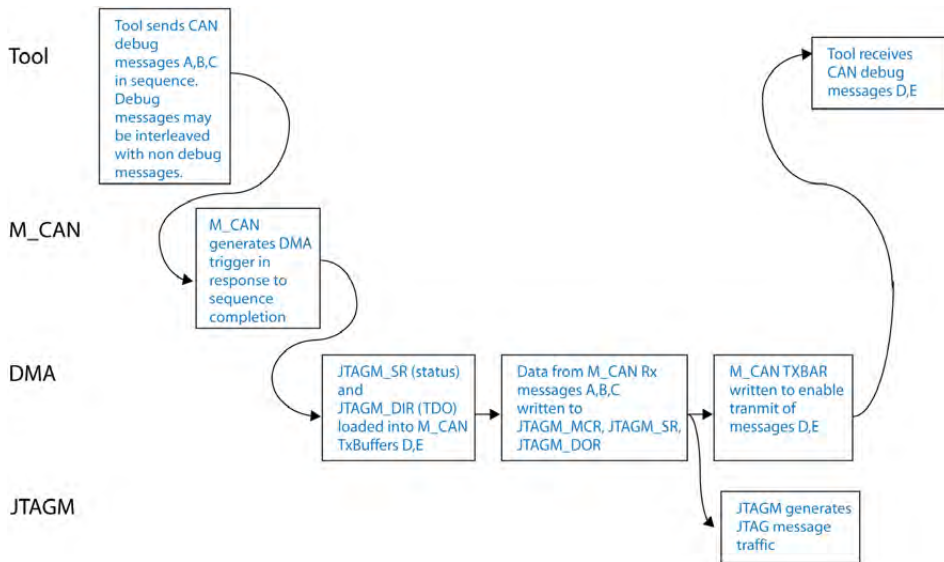 Tool
Tool sends CAN
debug
messages A,B,C
in sequence.
Debug
messages may
be interleaved
with non debug
messages.
Tool receives
CAN debug
messages D,E
M_CAN
M_CAN
generates DMA
trigger in
response to
sequence
completion
DMA
JTAGM_SR (status)
and
JTAGM_DIR (TDO)
loaded into M_CAN
TxBuffers D,E
Data from M_CAN Rx
messages A,B,C
written to
JTAGM_MCR, JTAGM_SR,
JTAGM_DOR
M_CAN TXBAR
written to enable
tranmit of
messages D,E
JTAGM
JTAGM generates
JTAG message
traffic